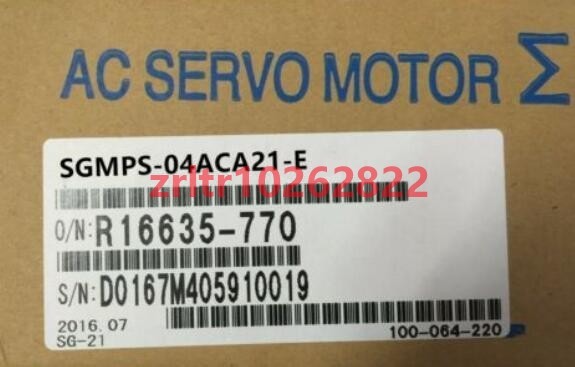 AC SERVO MOTOR Σ
SGMPS-04ACA21-E
zrltr10262822
O/N: R16635-770
S/N: D0167M405910019
2016.07
SG-21
100-064-220